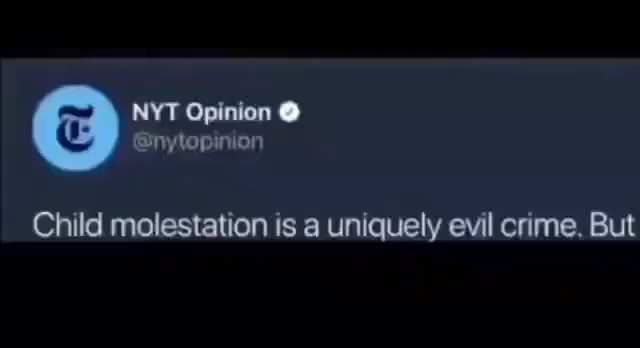 NYT Opinion
@nytopinion
Child molestation is a uniquely evil crime. But